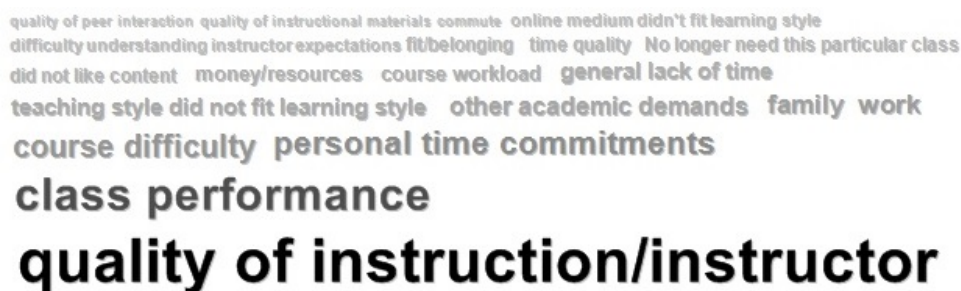 quality of peer interaction quality of instructional materials commute online medium didn't fit learning style
difficulty understanding instructor expectations fit/belonging time quality No longer need this particular class
did not like content money/resources course workload general lack of time
teaching style did not fit learning style other academic demands family work
course difficulty personal time commitments
class performance
quality of instruction/instructor